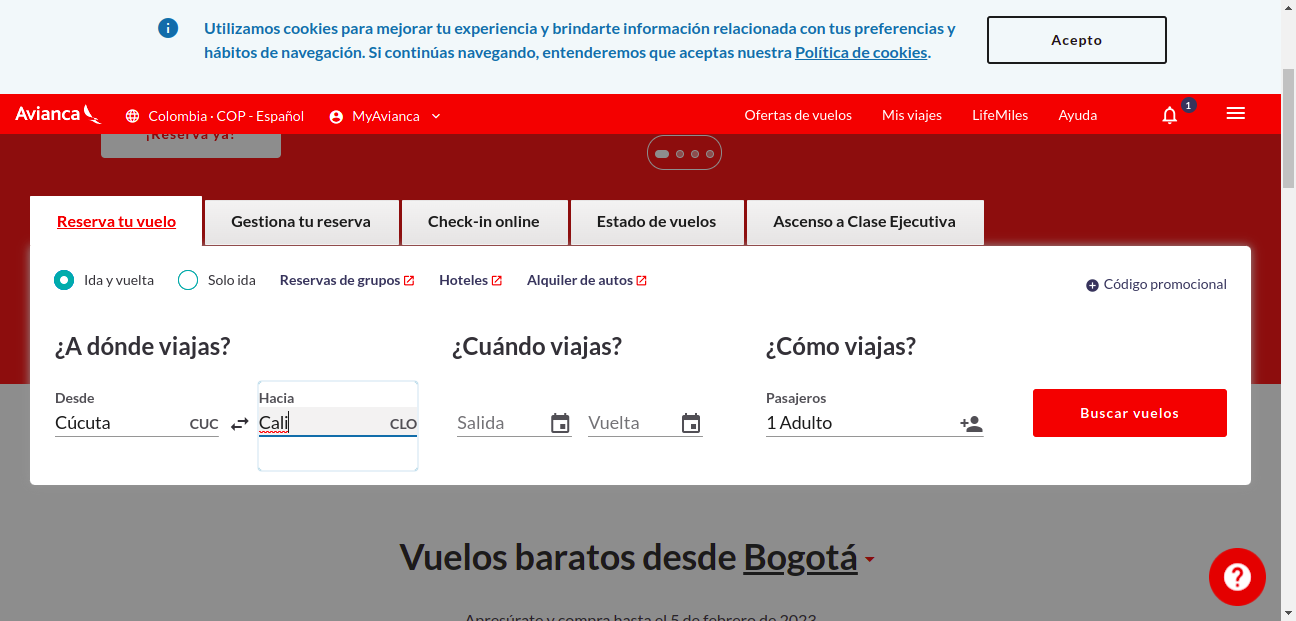 Utilizamos cookies para mejorar tu experiencia y brindarte información relacionada con tus preferencias y
hábitos de navegación. Si continúas navegando, entenderemos que aceptas nuestra Política de cookies.
Acepto
Avianca
Colombia · COP - Español
MyAvianca
Ofertas de vuelos
Mis viajes
LifeMiles
Ayuda
1
¡Reserva ya!
Reserva tu vuelo
Gestiona tu reserva
Check-in online
Estado de vuelos
Ascenso a Clase Ejecutiva
Ida y vuelta
Solo ida
Reservas de grupos
Hoteles
Alquiler de autos
Código promocional
¿A dónde viajas?
¿Cuándo viajas?
¿Cómo viajas?
Desde
Hacia
Pasajeros
Cúcuta CUC
Cali CLO
Salida
Vuelta
1 Adulto
Buscar vuelos
Vuelos baratos desde Bogotá
Apresúrate y compra hasta el 5 de febrero de 2023